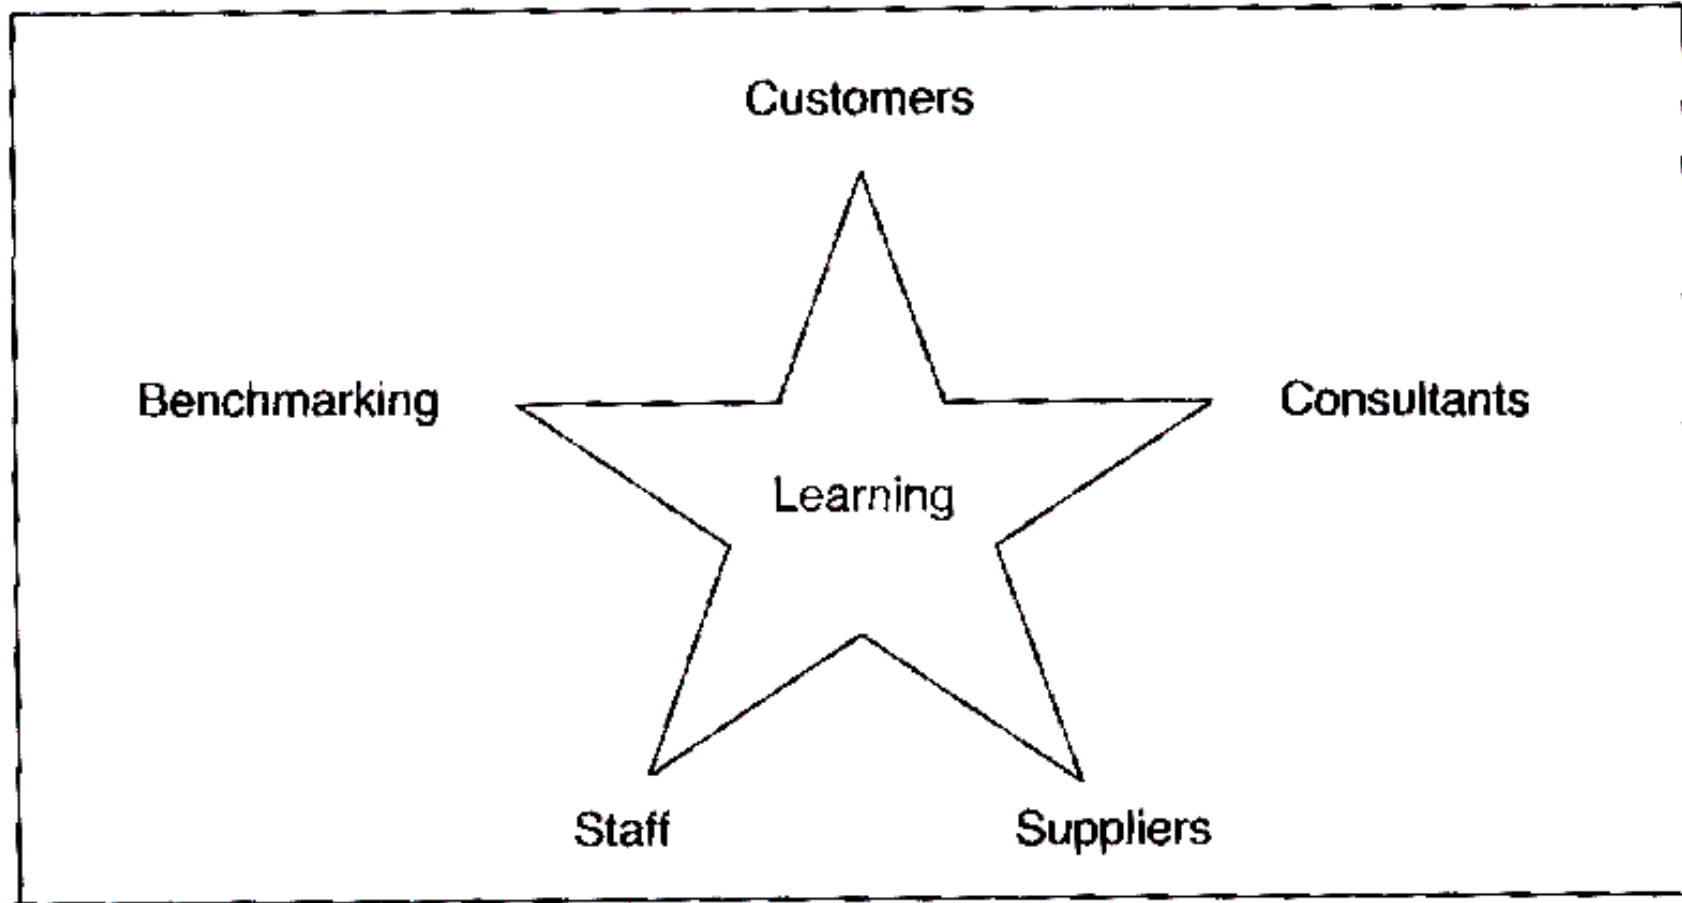 Customers
Benchmarking
Consultants
Learning
Staff
Suppliers